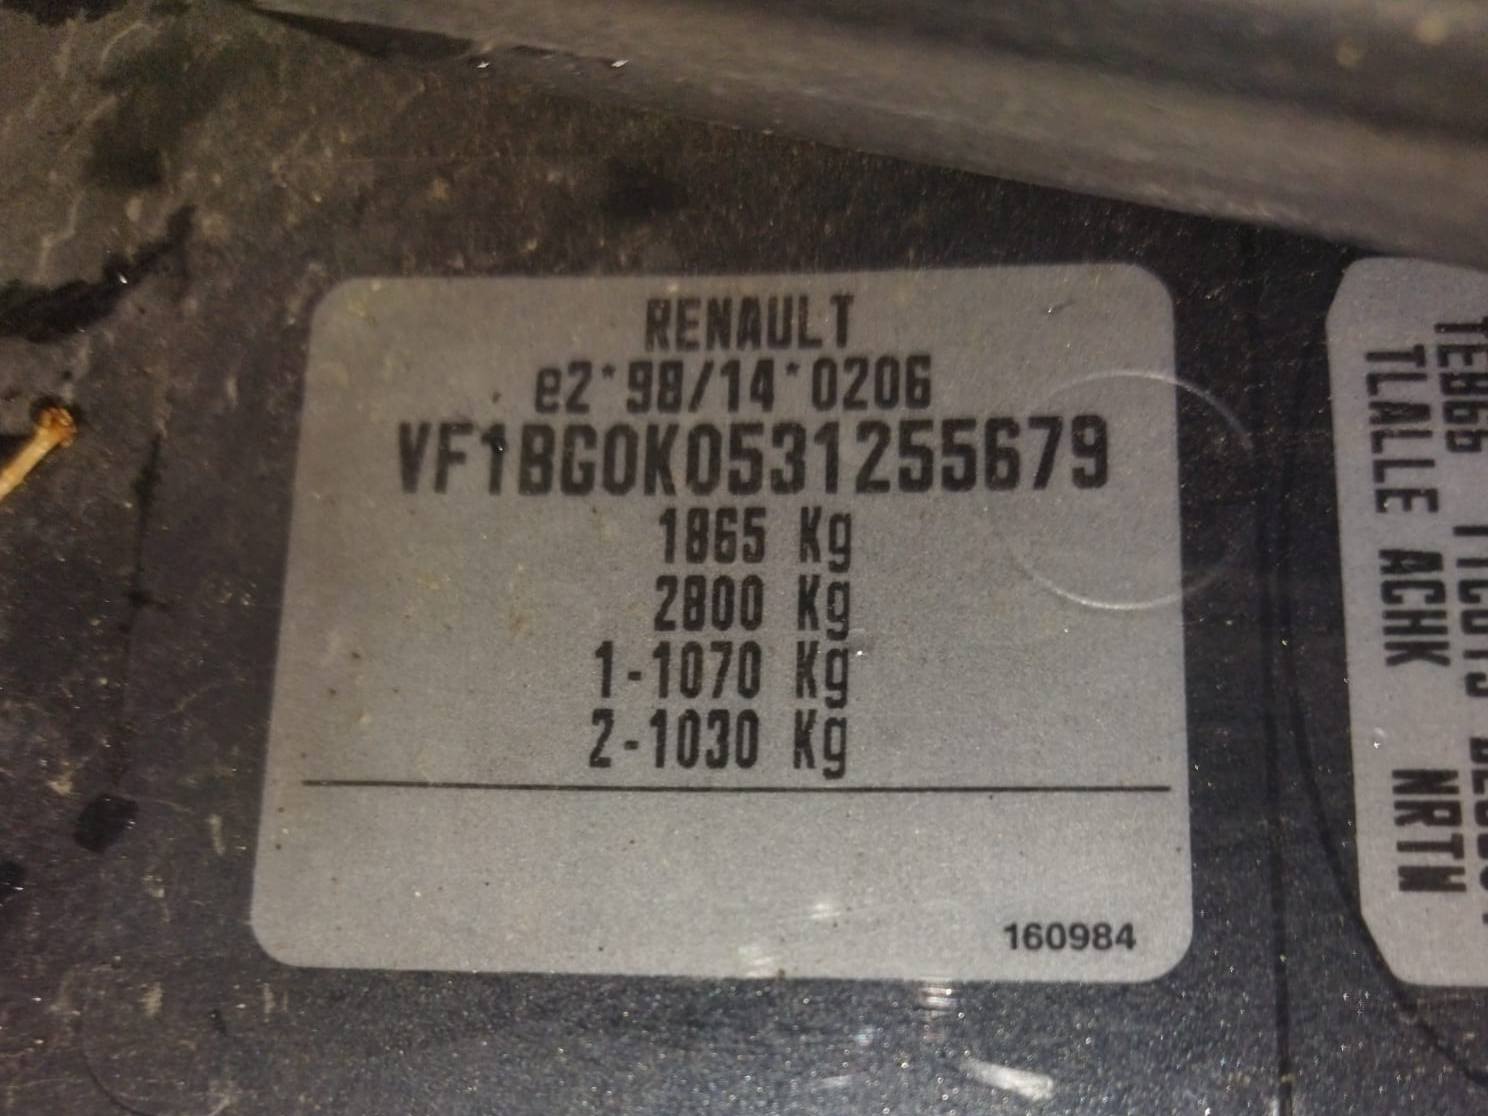 RENAULT
e2*98/14*0206
VF1BG0K0531255679
1865 Kg
2800 Kg
1-1070 Kg
2-1030 Kg
160984
TLALLE ACHK NRTW